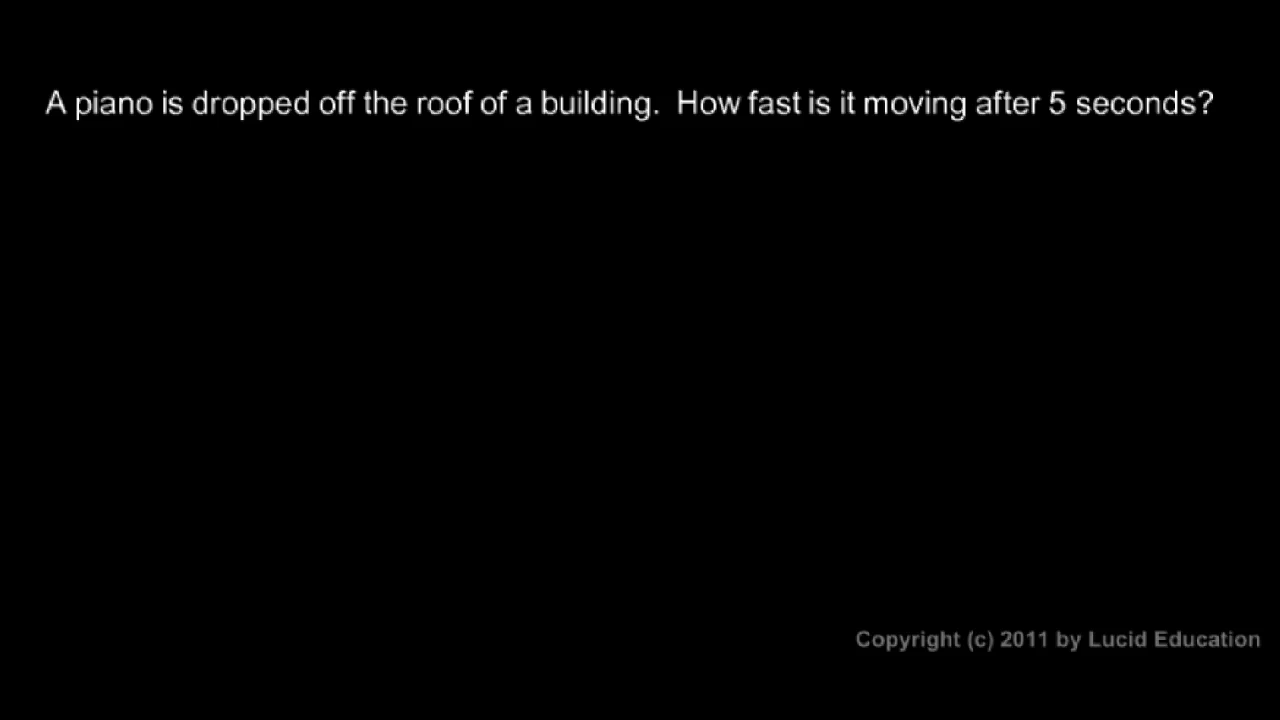 A piano is dropped off the roof of a building.  How fast is it moving after 5 seconds?
Copyright (c) 2011 by Lucid Education